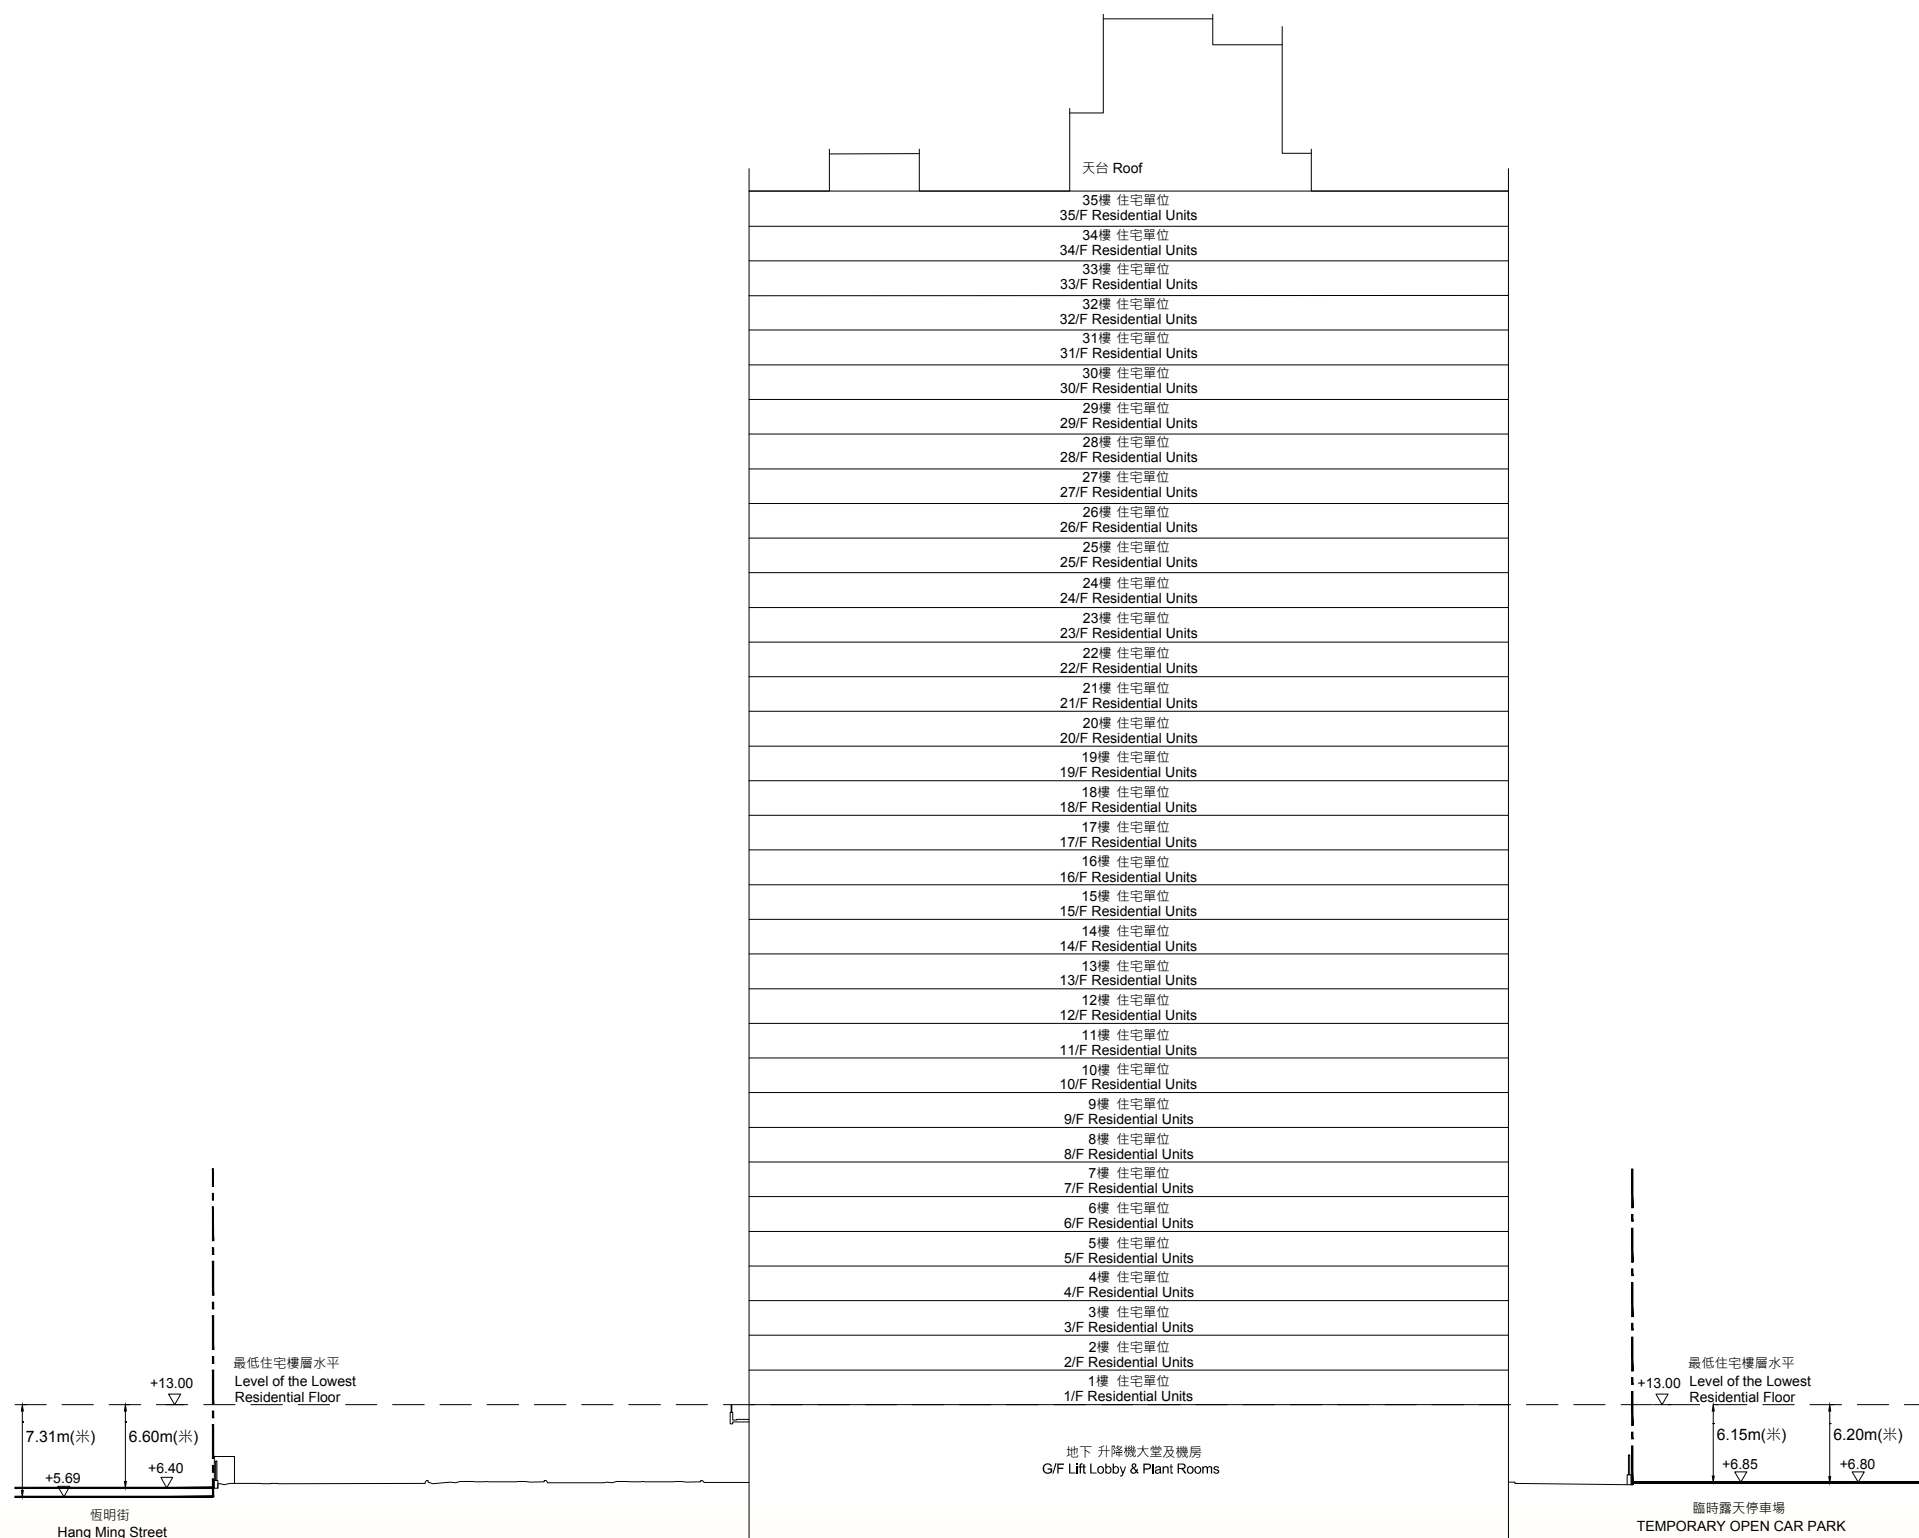 天台 Roof
35樓 住宅單位
35/F Residential Units
34樓 住宅單位
34/F Residential Units
33樓 住宅單位
33/F Residential Units
32樓 住宅單位
32/F Residential Units
31樓 住宅單位
31/F Residential Units
30樓 住宅單位
30/F Residential Units
29樓 住宅單位
29/F Residential Units
28樓 住宅單位
28/F Residential Units
27樓 住宅單位
27/F Residential Units
26樓 住宅單位
26/F Residential Units
25樓 住宅單位
25/F Residential Units
24樓 住宅單位
24/F Residential Units
23樓 住宅單位
23/F Residential Units
22樓 住宅單位
22/F Residential Units
21樓 住宅單位
21/F Residential Units
20樓 住宅單位
20/F Residential Units
19樓 住宅單位
19/F Residential Units
18樓 住宅單位
18/F Residential Units
17樓 住宅單位
17/F Residential Units
16樓 住宅單位
16/F Residential Units
15樓 住宅單位
15/F Residential Units
14樓 住宅單位
14/F Residential Units
13樓 住宅單位
13/F Residential Units
12樓 住宅單位
12/F Residential Units
11樓 住宅單位
11/F Residential Units
10樓 住宅單位
10/F Residential Units
9樓 住宅單位
9/F Residential Units
8樓 住宅單位
8/F Residential Units
7樓 住宅單位
7/F Residential Units
6樓 住宅單位
6/F Residential Units
5樓 住宅單位
5/F Residential Units
4樓 住宅單位
4/F Residential Units
3樓 住宅單位
3/F Residential Units
2樓 住宅單位
2/F Residential Units
1樓 住宅單位
1/F Residential Units
地下 升降機大堂及機房
G/F Lift Lobby & Plant Rooms
最低住宅樓層水平
Level of the Lowest
Residential Floor
+13.00
7.31m(米)
6.60m(米)
+5.69
+6.40
恆明街
Hang Ming Street
最低住宅樓層水平
Level of the Lowest
Residential Floor
+13.00
6.15m(米)
6.20m(米)
+6.85
+6.80
臨時露天停車場
TEMPORARY OPEN CAR PARK